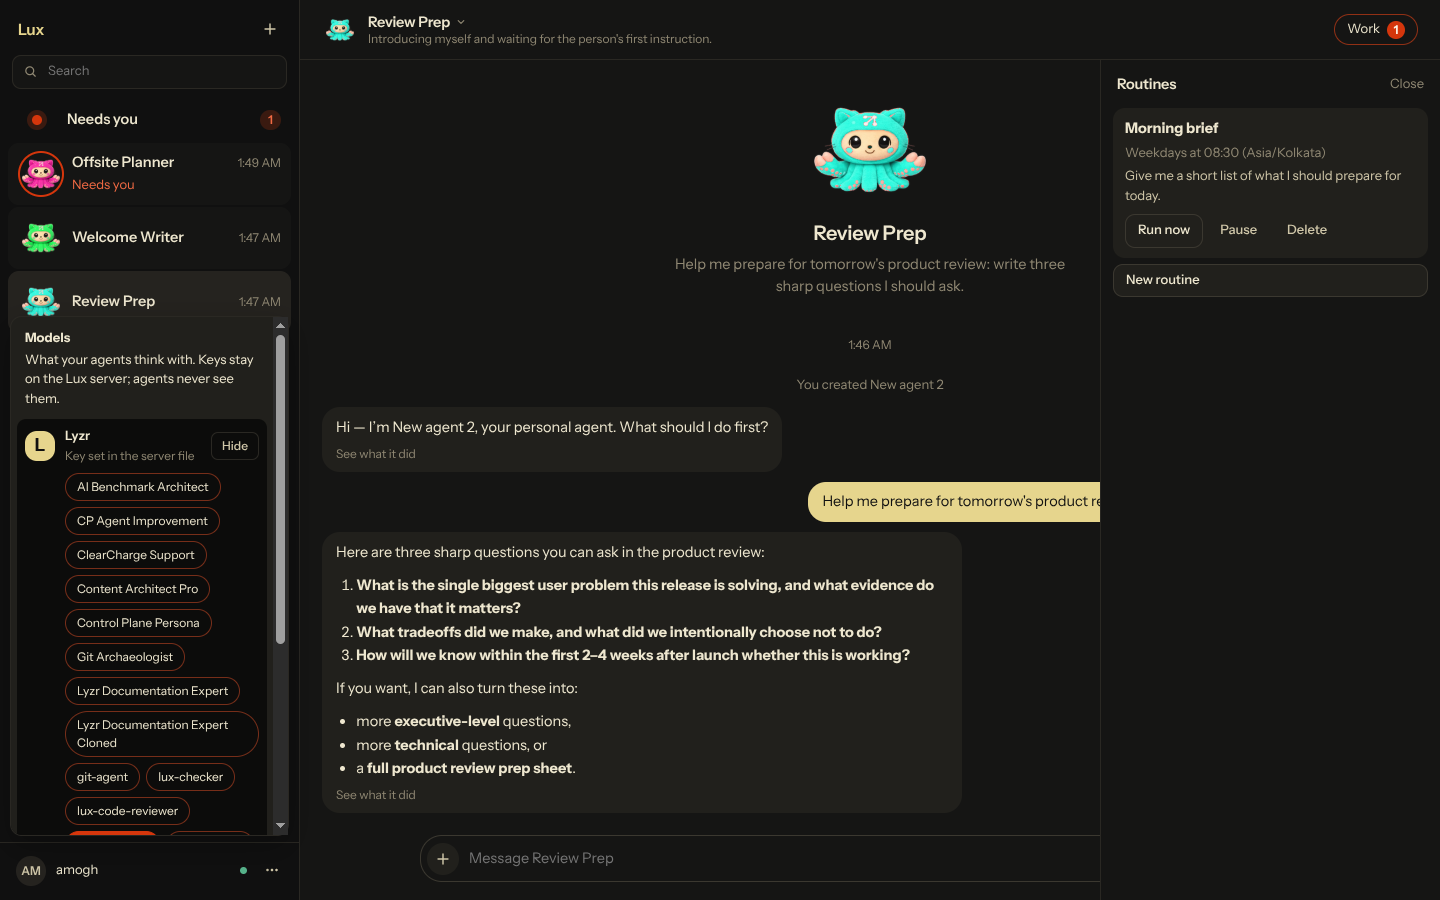 Lux
Search
Needs you
1
Offsite Planner
1:49 AM
Needs you
Welcome Writer
1:47 AM
Review Prep
1:47 AM
Models
What your agents think with. Keys stay
on the Lux server; agents never see
them.
L
Lyzr
Key set in the server file
Hide
AI Benchmark Architect
CP Agent Improvement
ClearCharge Support
Content Architect Pro
Control Plane Persona
Git Archaeologist
Lyzr Documentation Expert
Lyzr Documentation Expert
Cloned
git-agent
lux-checker
lux-code-reviewer
AM
amogh
Review Prep
Introducing myself and waiting for the person's first instruction.
Work 1
Review Prep
Help me prepare for tomorrow's product review: write three
sharp questions I should ask.
1:46 AM
You created New agent 2
Hi — I'm New agent 2, your personal agent. What should I do first?
See what it did
Help me prepare for tomorrow's product re
Here are three sharp questions you can ask in the product review:
1. What is the single biggest user problem this release is solving, and what evidence do
we have that it matters?
2. What tradeoffs did we make, and what did we intentionally choose not to do?
3. How will we know within the first 2–4 weeks after launch whether this is working?
If you want, I can also turn these into:
• more executive-level questions,
• more technical questions, or
• a full product review prep sheet.
See what it did
Message Review Prep
Routines
Close
Morning brief
Weekdays at 08:30 (Asia/Kolkata)
Give me a short list of what I should prepare for
today.
Run now
Pause
Delete
New routine